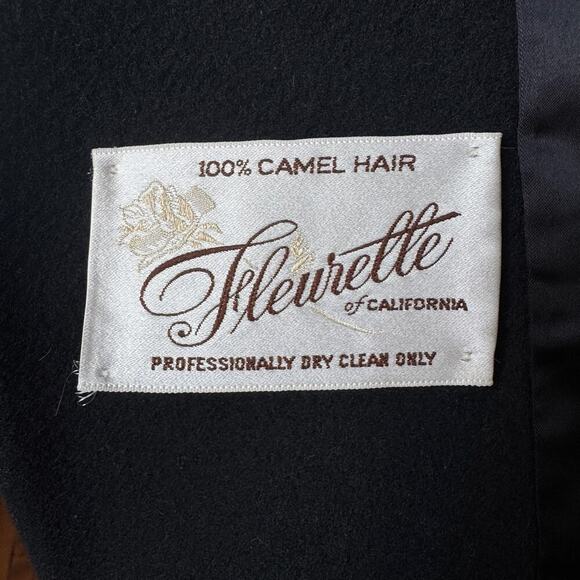 100% CAMEL HAIR
Fleurette
of CALIFORNIA
PROFESSIONALLY DRY CLEAN ONLY